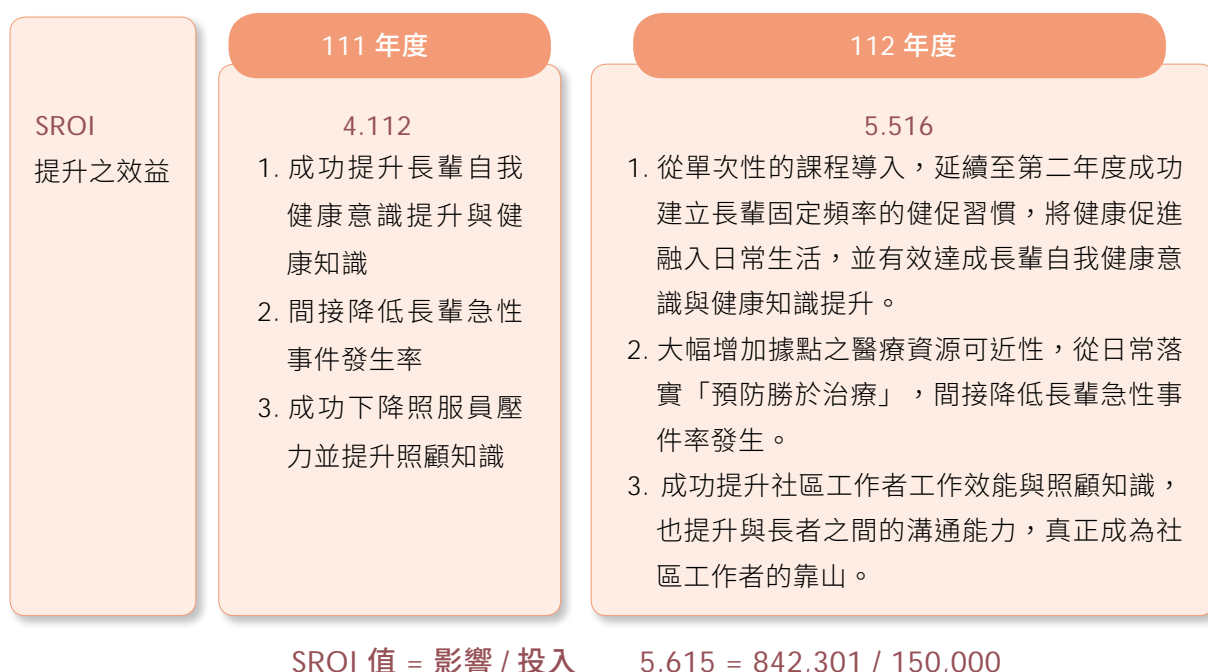 111 年度
112 年度
SROI
提升之效益
4.112
1. 成功提升長輩自我
健康意識提升與健
康知識
2. 間接降低長輩急性
事件發生率
3. 成功下降照服員壓
力並提升照顧知識
5.516
1. 從單次性的課程導入，延續至第二年度成功
建立長輩固定頻率的健促習慣，將健康促進
融入日常生活，並有效達成長輩自我健康意
識與健康知識提升。
2. 大幅增加據點之醫療資源可近性，從日常落
實「預防勝於治療」，間接降低長輩急性事
件率發生。
3. 成功提升社區工作者工作效能與照顧知識，
也提升與長者之間的溝通能力，真正成為社
區工作者的靠山。
SROI 值 = 影響 / 投入 5.615 = 842,301 / 150,000